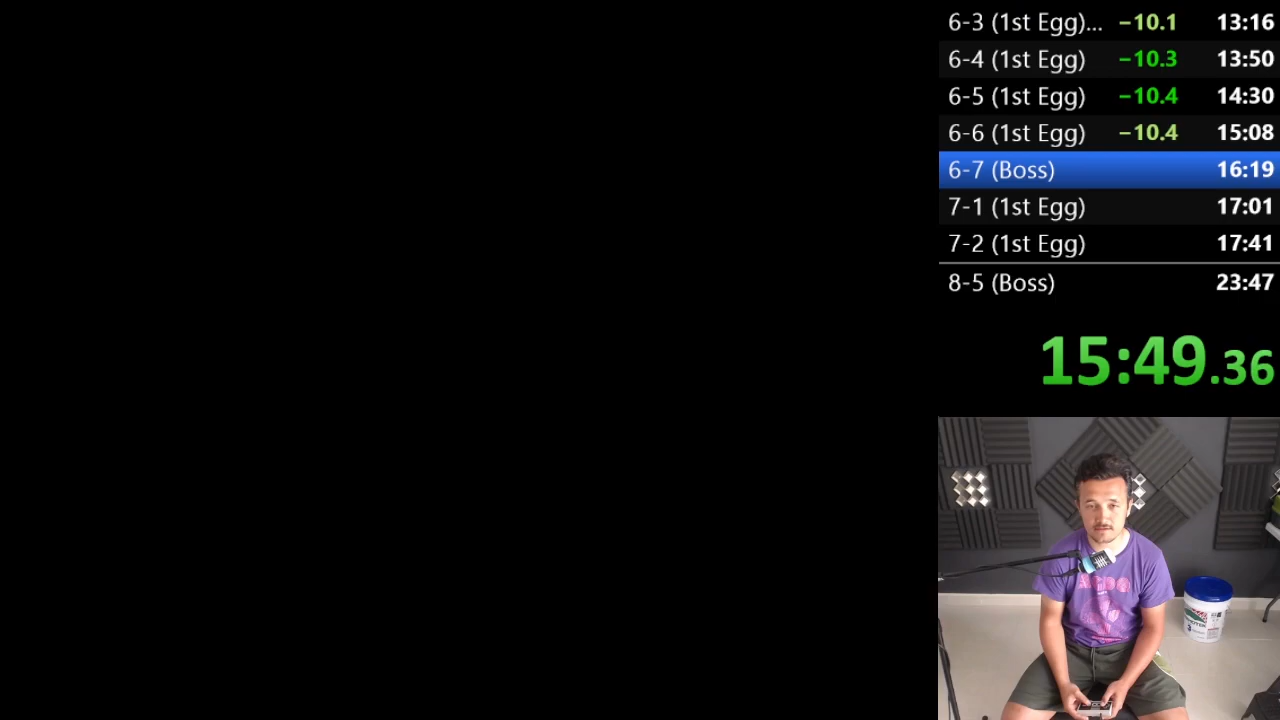 6-3 (1st Egg)... −10.1 13:16
6-4 (1st Egg) −10.3 13:50
6-5 (1st Egg) −10.4 14:30
6-6 (1st Egg) −10.4 15:08
6-7 (Boss) 16:19
7-1 (1st Egg) 17:01
7-2 (1st Egg) 17:41
8-5 (Boss) 23:47
15:49.36